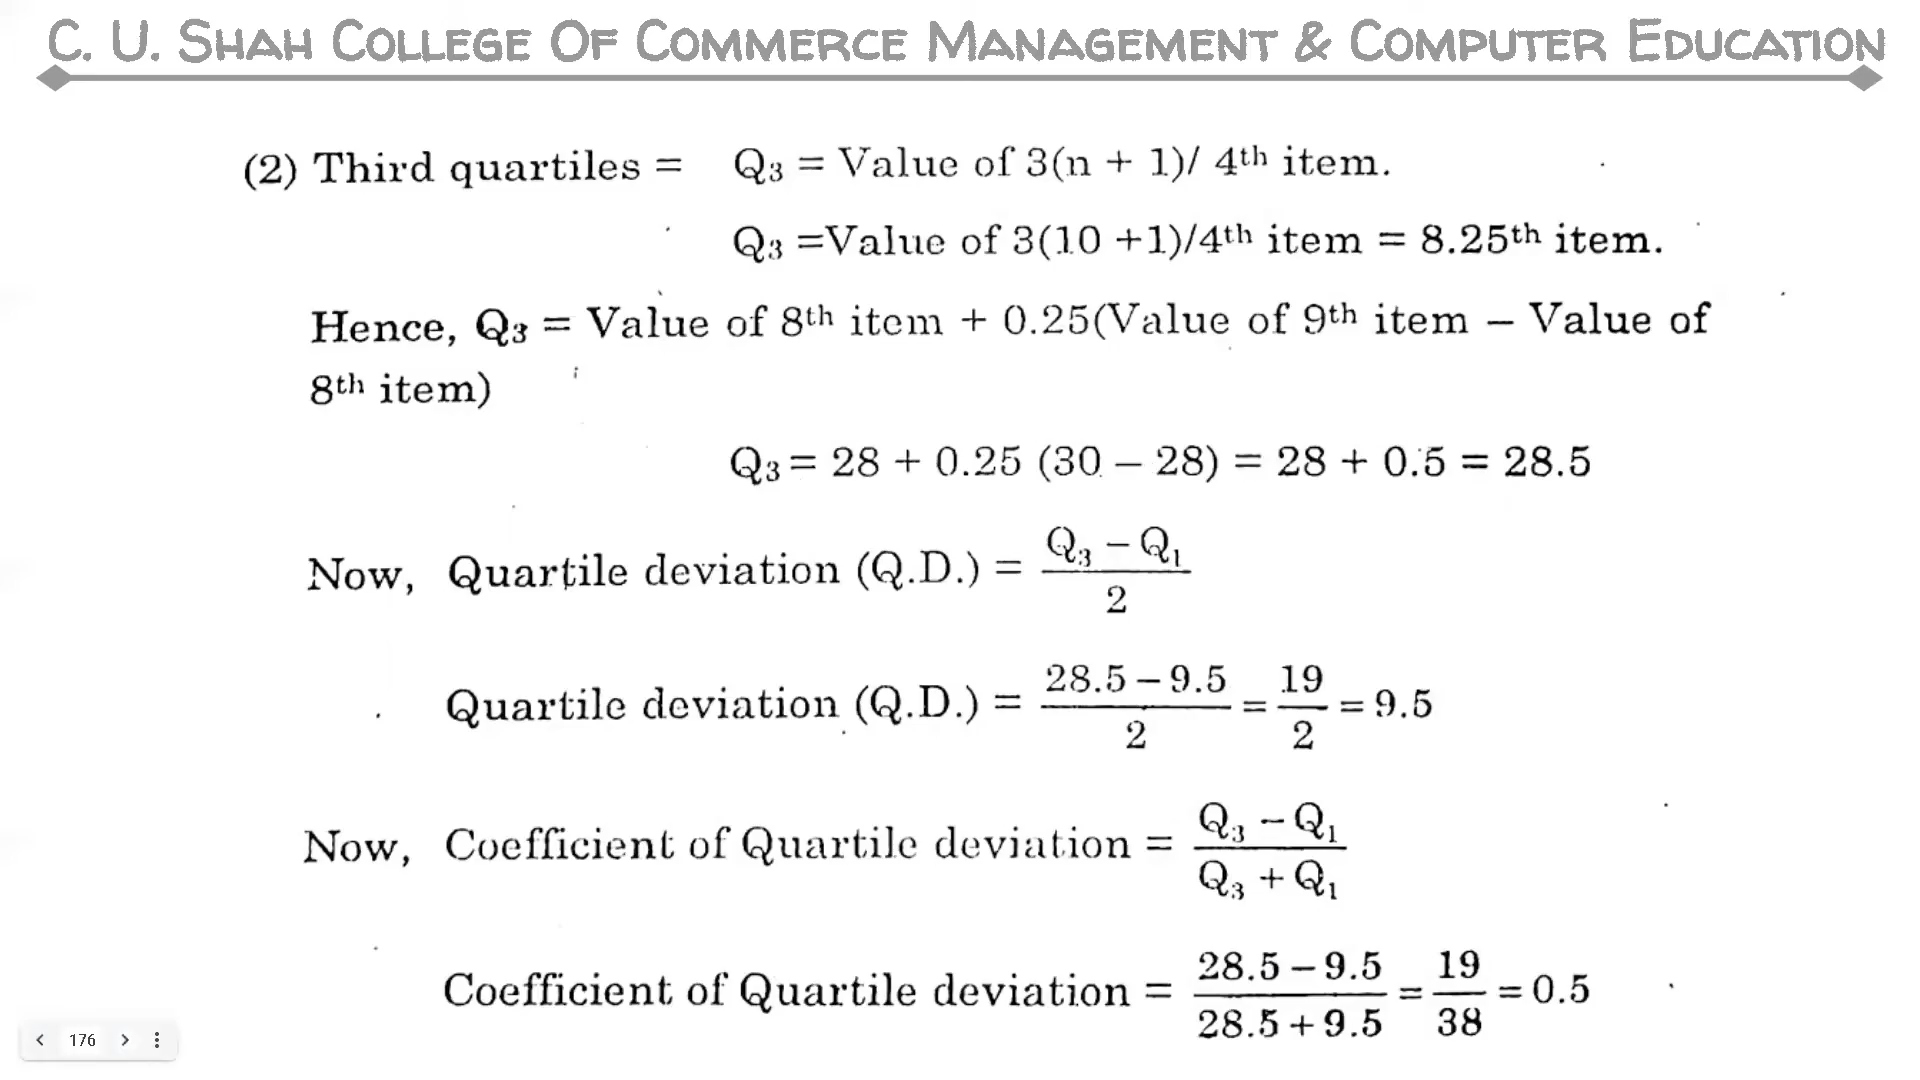 C. U. SHAH COLLEGE OF COMMERCE MANAGEMENT & COMPUTER EDUCATION
(2) Third quartiles = Q₃ = Value of 3(n + 1)/ 4ᵗʰ item.
Q₃ =Value of 3(10 +1)/4ᵗʰ item = 8.25ᵗʰ item.
Hence, Q₃ = Value of 8ᵗʰ item + 0.25(Value of 9ᵗʰ item – Value of
8ᵗʰ item)
Q₃ = 28 + 0.25 (30 – 28) = 28 + 0.5 = 28.5
Now, Quartile deviation (Q.D.) = (Q₃ – Q₁)/2
Quartile deviation (Q.D.) = (28.5 – 9.5)/2 = 19/2 = 9.5
Now, Coefficient of Quartile deviation = (Q₃ – Q₁)/(Q₃ + Q₁)
Coefficient of Quartile deviation = (28.5 – 9.5)/(28.5 + 9.5) = 19/38 = 0.5
176